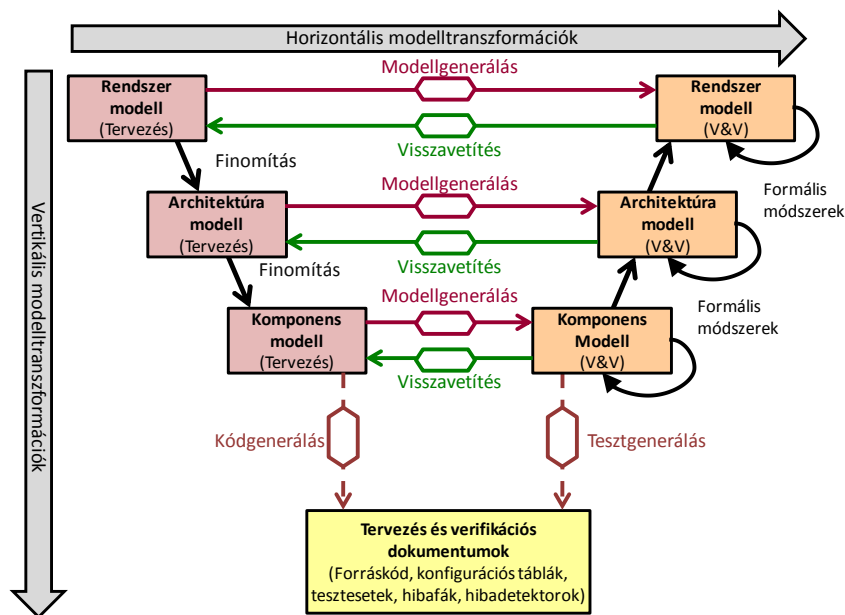 Horizontális modelltranszformációk
Vertikális modelltranszformációk
Rendszer
modell
(Tervezés)
Modellgenerálás
Visszavetítés
Rendszer
modell
(V&V)
Finomítás
Formális
módszerek
Architektúra
modell
(Tervezés)
Modellgenerálás
Visszavetítés
Architektúra
modell
(V&V)
Finomítás
Formális
módszerek
Komponens
modell
(Tervezés)
Modellgenerálás
Visszavetítés
Komponens
Modell
(V&V)
Kódgenerálás
Tesztgenerálás
Tervezés és verifikációs
dokumentumok
(Forráskód, konfigurációs táblák,
tesztesetek, hibafák, hibadetektorok)